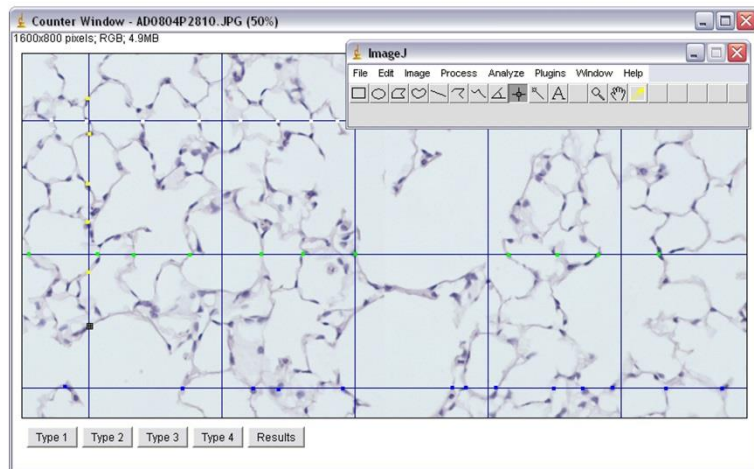 Counter Window - AD0804P2810.JPG (50%)
1600x800 pixels; RGB; 4.9MB
ImageJ
File Edit Image Process Analyze Plugins Window Help
A
Type 1 Type 2 Type 3 Type 4 Results